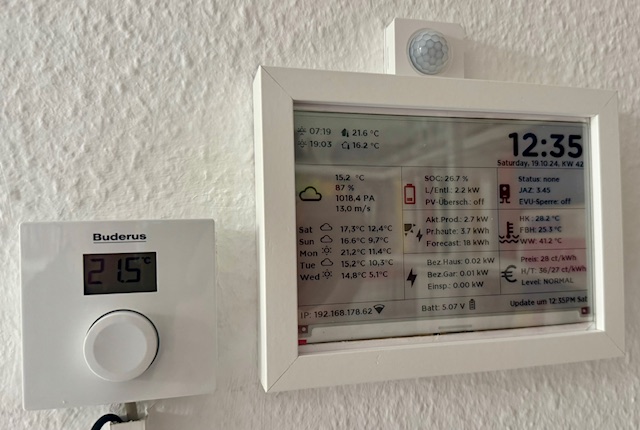 Buderus
21.5°C
07:19 21.6 °C
19:03 16.2 °C
12:35
Saturday, 19.10.24, KW 42
15,2 °C
87 %
1018.4 PA
13,0 m/s
Sat 17,3°C 12,4°C
Sun 16.6°C 9,7°C
Mon 21,2°C 11,4°C
Tue 15,2°C 10,3°C
Wed 14,8°C 5,1°C
SOC: 26.7 %
L/Entl.: 2.2 kW
PV-Übersch.: off
Akt Prod.: 2.7 kW
Pr.heute: 3.7 kWh
Forecast: 18 kWh
Bez.Haus: 0.02 kW
Bez.Gar: 0.01 kW
Einsp.: 0.00 kW
Status: none
JAZ: 3.45
EVU-Sperre: off
HK: 28.2 °C
FBH: 25.3 °C
WW: 41.2 °C
Preis: 28 ct/kWh
H/T: 36/27 ct/kWh
Level: NORMAL
IP: 192.168.178.62
Batt: 5.07 V
Update um 12:35PM Sat